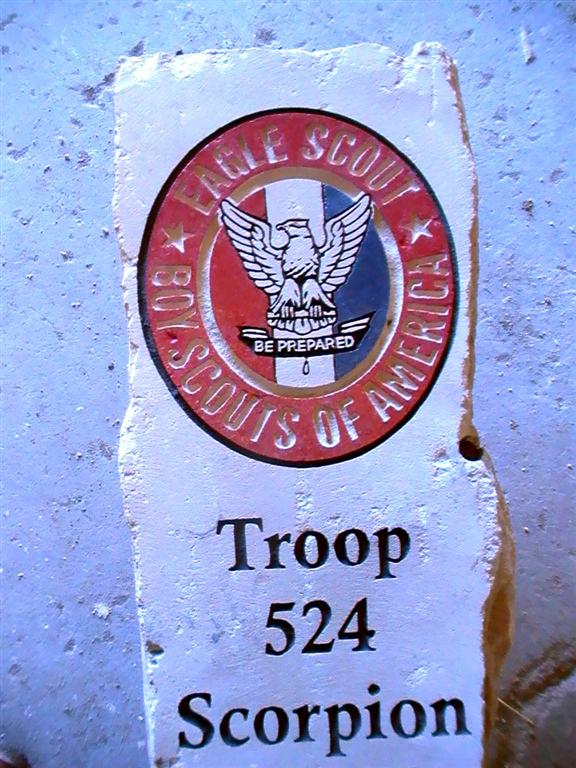 EAGLE SCOUT
BE PREPARED
BOY SCOUTS OF AMERICA
Troop
524
Scorpion